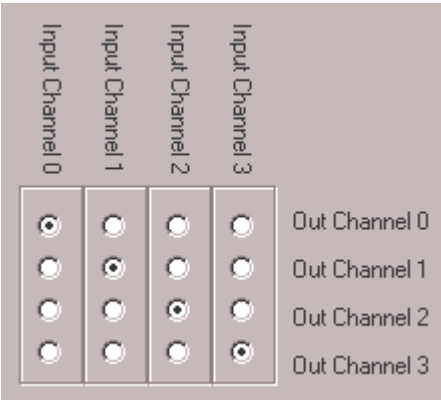 Input Channel 0
Input Channel 1
Input Channel 2
Input Channel 3
Out Channel 0
Out Channel 1
Out Channel 2
Out Channel 3